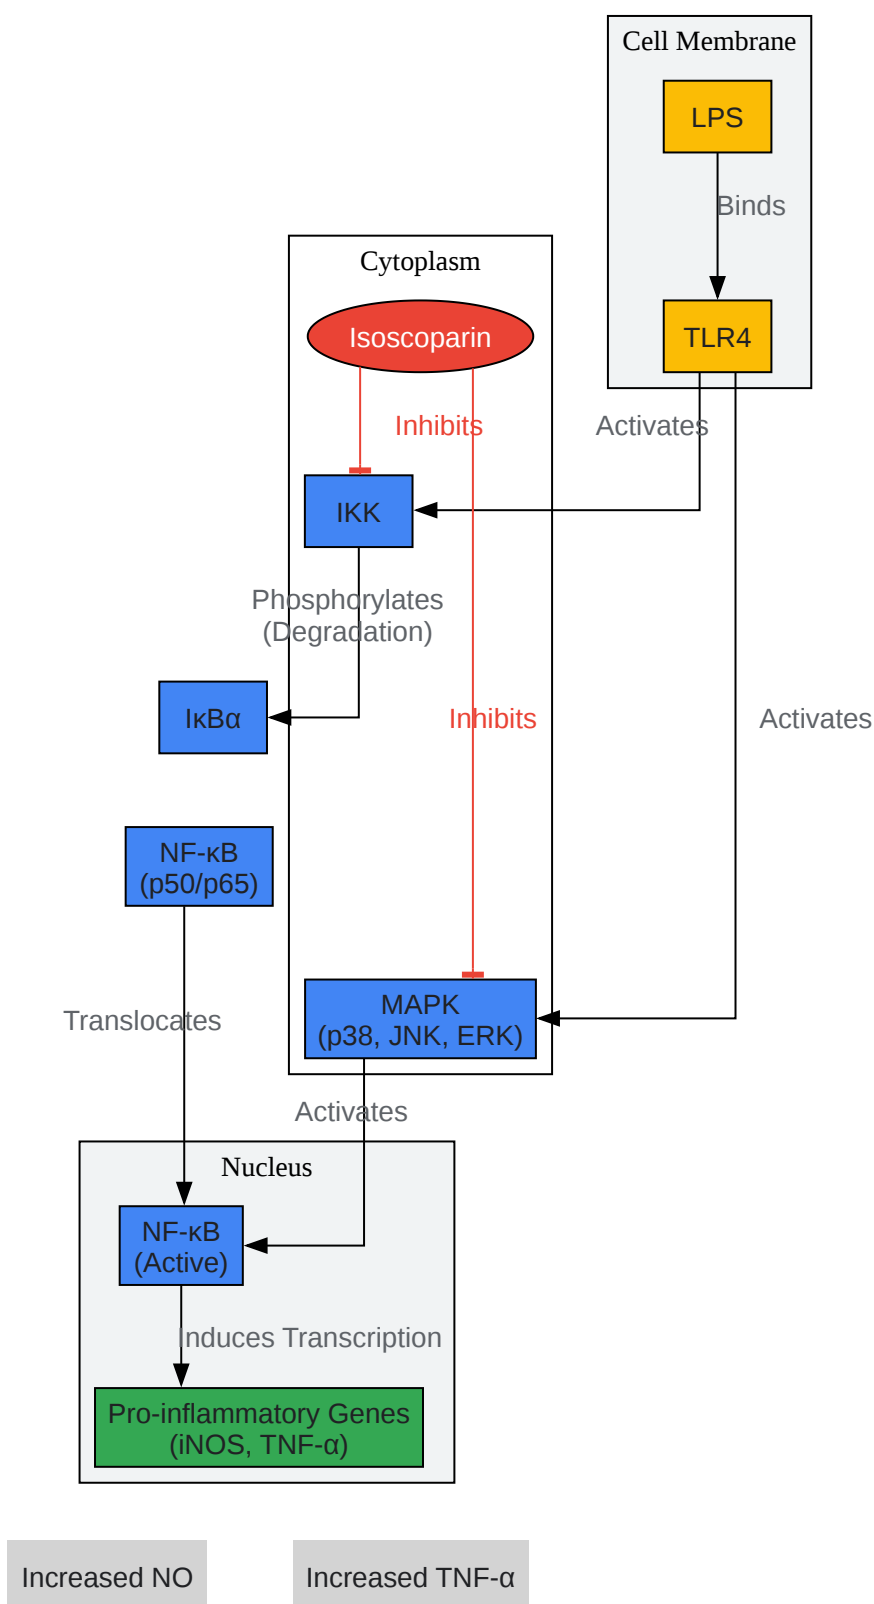 Cell Membrane
LPS
Binds
Cytoplasm
Isoscoparin
TLR4
Inhibits
Activates
IKK
Phosphorylates
(Degradation)
IκBα
Inhibits
Activates
NF-κB
(p50/p65)
MAPK
(p38, JNK, ERK)
Translocates
Activates
Nucleus
NF-κB
(Active)
Induces Transcription
Pro-inflammatory Genes
(iNOS, TNF-α)
Increased NO
Increased TNF-α